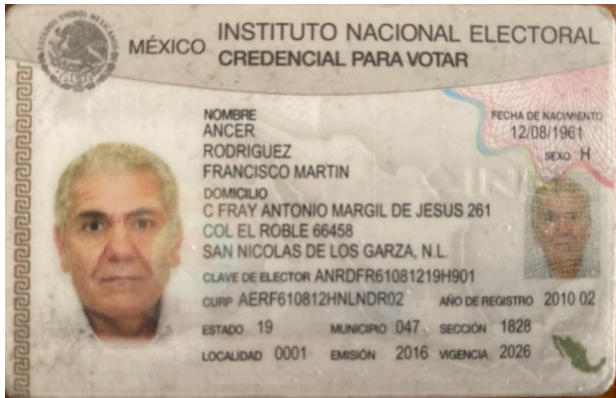 ESTADOS UNIDOS MEXICANOS
MÉXICO INSTITUTO NACIONAL ELECTORAL
CREDENCIAL PARA VOTAR
NOMBRE
ANCER
RODRIGUEZ
FRANCISCO MARTIN
FECHA DE NACIMIENTO
12/08/1961
SEXO H
DOMICILIO
C FRAY ANTONIO MARGIL DE JESUS 261
COL EL ROBLE 66458
SAN NICOLAS DE LOS GARZA, N.L.
CLAVE DE ELECTOR ANRDFR61081219H901
CURP AERF610812HNLNDR02 AÑO DE REGISTRO 2010 02
ESTADO 19 MUNICIPIO 047 SECCIÓN 1828
LOCALIDAD 0001 EMISIÓN 2016 VIGENCIA 2026